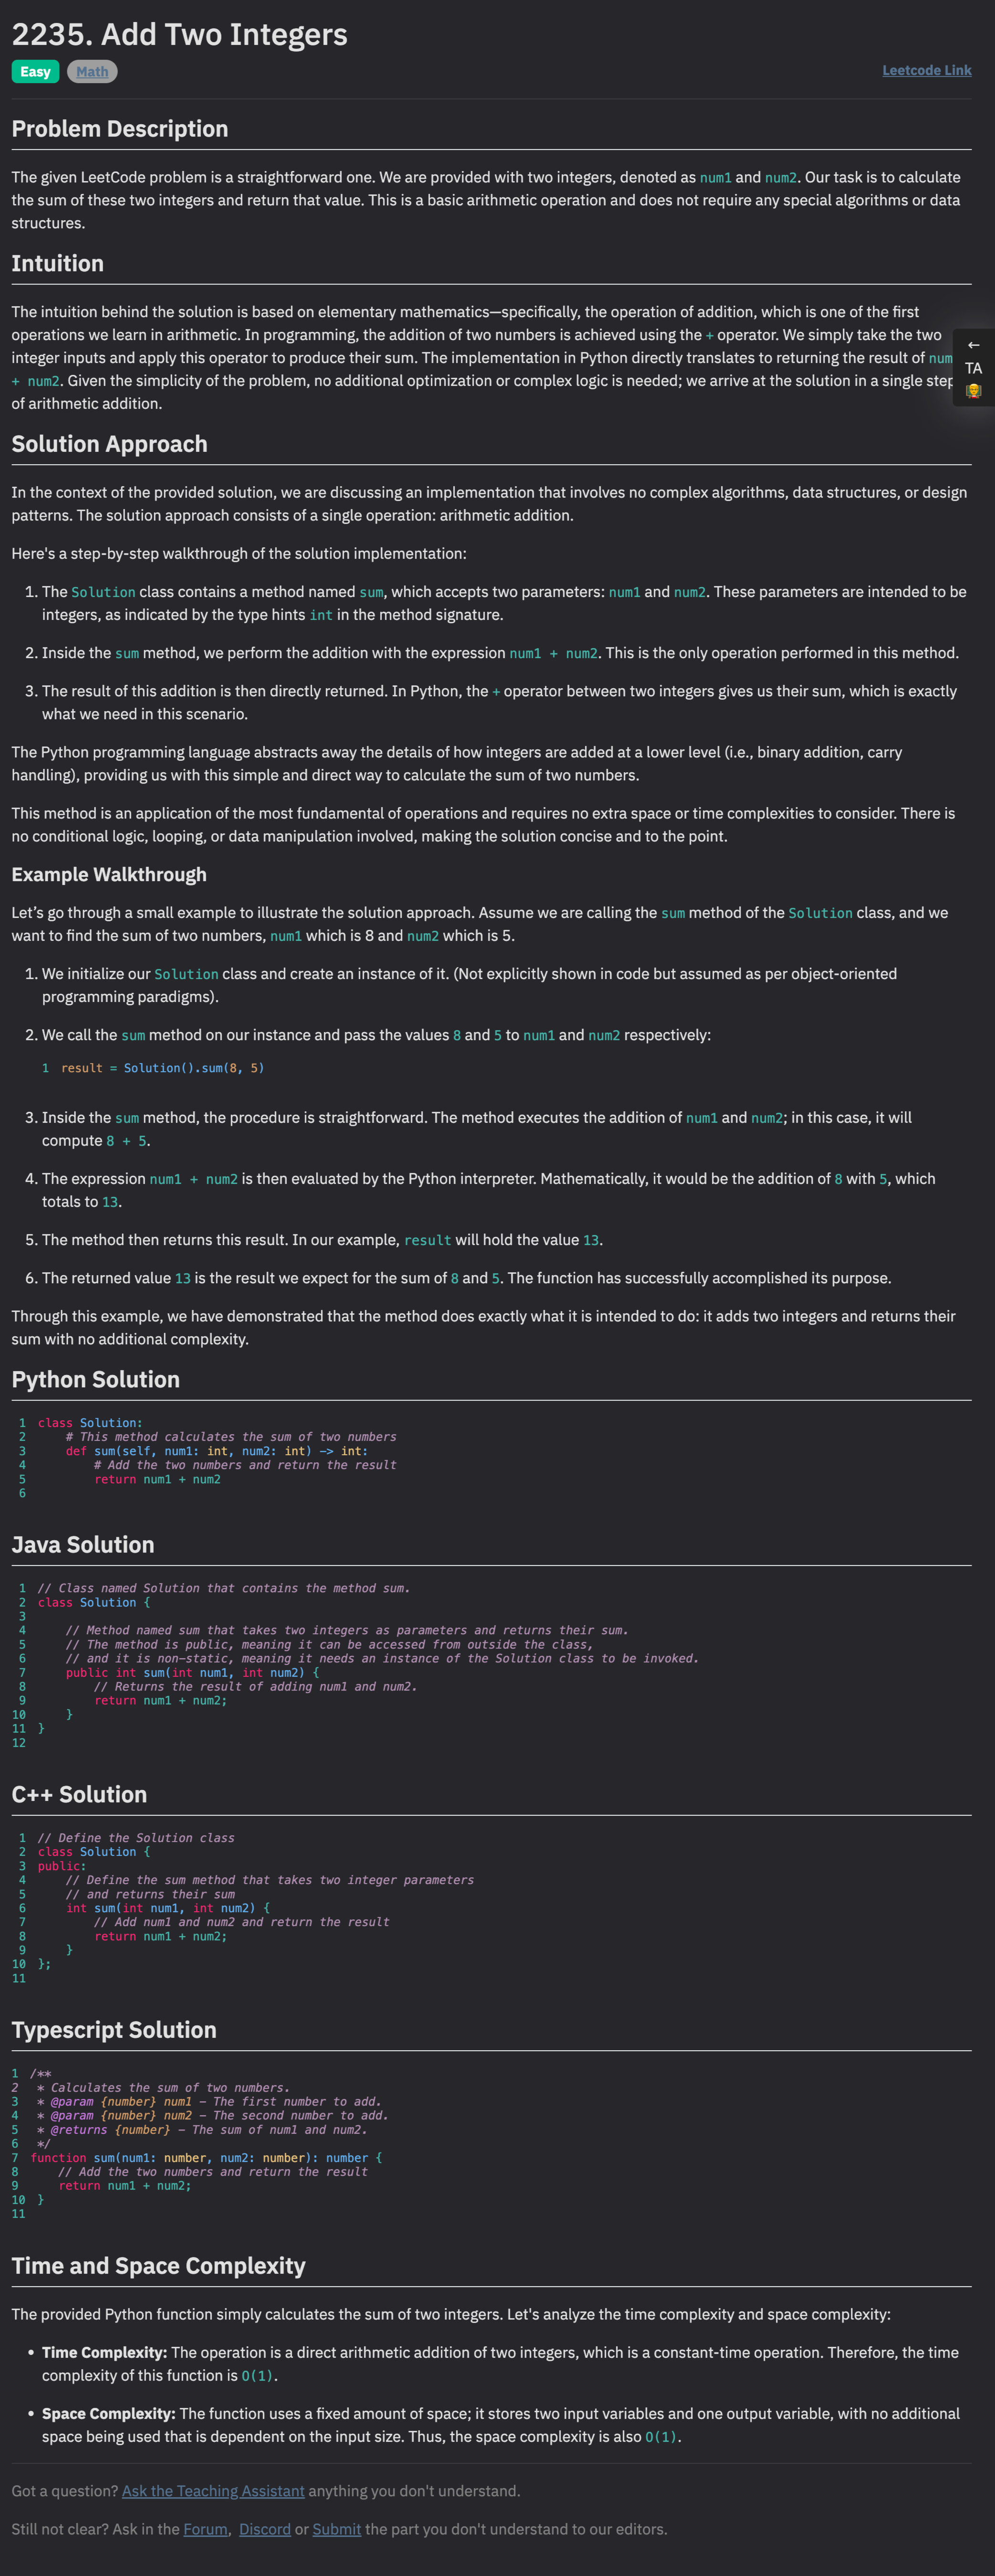 2235. Add Two Integers
Easy Math Leetcode Link
Problem Description
The given LeetCode problem is a straightforward one. We are provided with two integers, denoted as num1 and num2. Our task is to calculate
the sum of these two integers and return that value. This is a basic arithmetic operation and does not require any special algorithms or data
structures.
Intuition
The intuition behind the solution is based on elementary mathematics—specifically, the operation of addition, which is one of the first
operations we learn in arithmetic. In programming, the addition of two numbers is achieved using the + operator. We simply take the two
integer inputs and apply this operator to produce their sum. The implementation in Python directly translates to returning the result of num
+ num2. Given the simplicity of the problem, no additional optimization or complex logic is needed; we arrive at the solution in a single step
of arithmetic addition.
←
TA
Solution Approach
In the context of the provided solution, we are discussing an implementation that involves no complex algorithms, data structures, or design
patterns. The solution approach consists of a single operation: arithmetic addition.
Here's a step-by-step walkthrough of the solution implementation:
1. The Solution class contains a method named sum, which accepts two parameters: num1 and num2. These parameters are intended to be
integers, as indicated by the type hints int in the method signature.
2. Inside the sum method, we perform the addition with the expression num1 + num2. This is the only operation performed in this method.
3. The result of this addition is then directly returned. In Python, the + operator between two integers gives us their sum, which is exactly
what we need in this scenario.
The Python programming language abstracts away the details of how integers are added at a lower level (i.e., binary addition, carry
handling), providing us with this simple and direct way to calculate the sum of two numbers.
This method is an application of the most fundamental of operations and requires no extra space or time complexities to consider. There is
no conditional logic, looping, or data manipulation involved, making the solution concise and to the point.
Example Walkthrough
Let’s go through a small example to illustrate the solution approach. Assume we are calling the sum method of the Solution class, and we
want to find the sum of two numbers, num1 which is 8 and num2 which is 5.
1. We initialize our Solution class and create an instance of it. (Not explicitly shown in code but assumed as per object-oriented
programming paradigms).
2. We call the sum method on our instance and pass the values 8 and 5 to num1 and num2 respectively:
1 result = Solution().sum(8, 5)
3. Inside the sum method, the procedure is straightforward. The method executes the addition of num1 and num2; in this case, it will
compute 8 + 5.
4. The expression num1 + num2 is then evaluated by the Python interpreter. Mathematically, it would be the addition of 8 with 5, which
totals to 13.
5. The method then returns this result. In our example, result will hold the value 13.
6. The returned value 13 is the result we expect for the sum of 8 and 5. The function has successfully accomplished its purpose.
Through this example, we have demonstrated that the method does exactly what it is intended to do: it adds two integers and returns their
sum with no additional complexity.
Python Solution
1 class Solution:
2     # This method calculates the sum of two numbers
3     def sum(self, num1: int, num2: int) -> int:
4         # Add the two numbers and return the result
5         return num1 + num2
6
Java Solution
1 // Class named Solution that contains the method sum.
2 class Solution {
3
4     // Method named sum that takes two integers as parameters and returns their sum.
5     // The method is public, meaning it can be accessed from outside the class,
6     // and it is non-static, meaning it needs an instance of the Solution class to be invoked.
7     public int sum(int num1, int num2) {
8         // Returns the result of adding num1 and num2.
9         return num1 + num2;
10     }
11 }
12
C++ Solution
1 // Define the Solution class
2 class Solution {
3 public:
4     // Define the sum method that takes two integer parameters
5     // and returns their sum
6     int sum(int num1, int num2) {
7         // Add num1 and num2 and return the result
8         return num1 + num2;
9     }
10 };
11
Typescript Solution
1 /**
2  * Calculates the sum of two numbers.
3  * @param {number} num1 - The first number to add.
4  * @param {number} num2 - The second number to add.
5  * @returns {number} - The sum of num1 and num2.
6  */
7 function sum(num1: number, num2: number): number {
8     // Add the two numbers and return the result
9     return num1 + num2;
10 }
11
Time and Space Complexity
The provided Python function simply calculates the sum of two integers. Let's analyze the time complexity and space complexity:
• Time Complexity: The operation is a direct arithmetic addition of two integers, which is a constant-time operation. Therefore, the time
complexity of this function is O(1).
• Space Complexity: The function uses a fixed amount of space; it stores two input variables and one output variable, with no additional
space being used that is dependent on the input size. Thus, the space complexity is also O(1).
Got a question? Ask the Teaching Assistant anything you don't understand.
Still not clear? Ask in the Forum, Discord or Submit the part you don't understand to our editors.